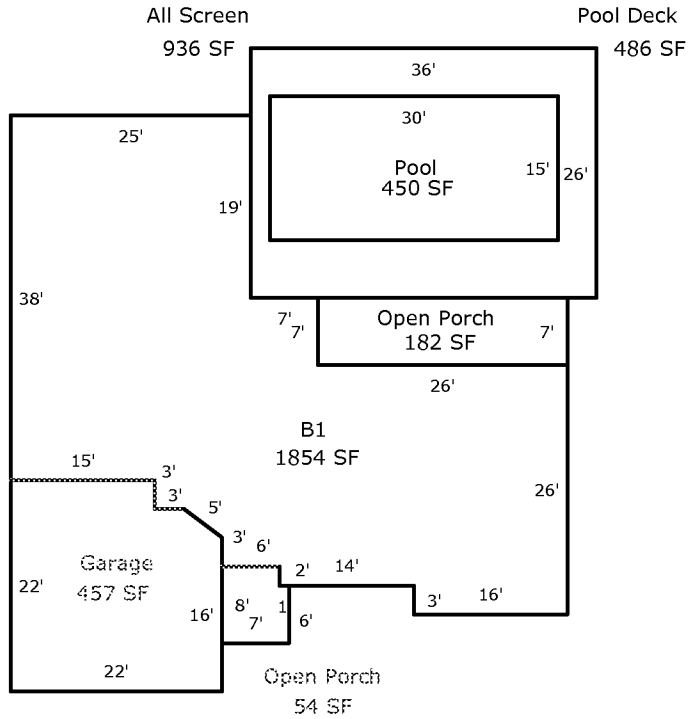 All Screen
936 SF
Pool Deck
486 SF
36'
30'
25'
Pool
450 SF
15'
26'
19'
38'
7'
7'
Open Porch
182 SF
7'
26'
B1
1854 SF
15'
3'
3'
5'
26'
3'
6'
Garage
457 SF
2'
14'
22'
16'
8'
7'
1
6'
3'
16'
22'
Open Porch
54 SF